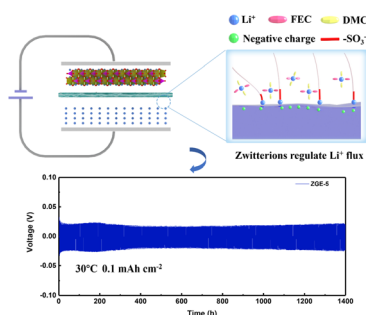 Li⁺ FEC DMC
Negative charge -SO₃⁻
Zwitterions regulate Li⁺ flux
ZGE-5
Voltage (V)
0.10
0.05
0.00
-0.05
-0.10
30°C 0.1 mAh cm⁻²
0 200 400 600 800 1000 1200 1400
Time (h)